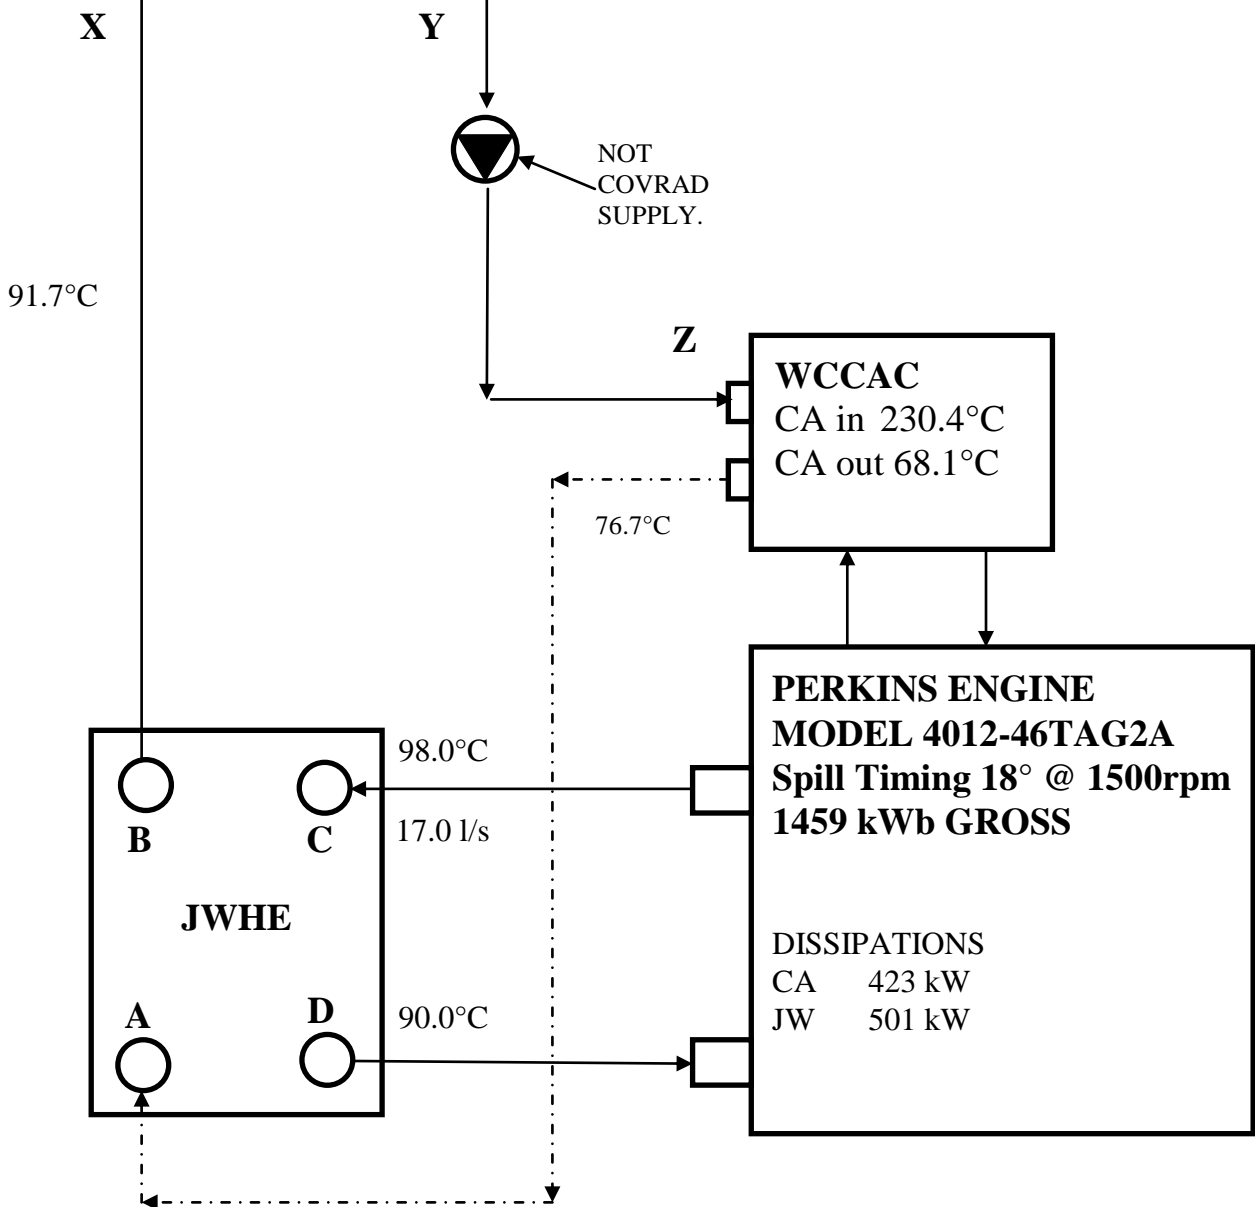 X
Y
NOT
COVRAD
SUPPLY.
91.7°C
Z
WCCAC
CA in 230.4°C
CA out 68.1°C
76.7°C
PERKINS ENGINE
MODEL 4012-46TAG2A
Spill Timing 18° @ 1500rpm
1459 kWb GROSS
98.0°C
17.0 l/s
B
C
JWHE
DISSIPATIONS
CA 423 kW
JW 501 kW
A
D
90.0°C